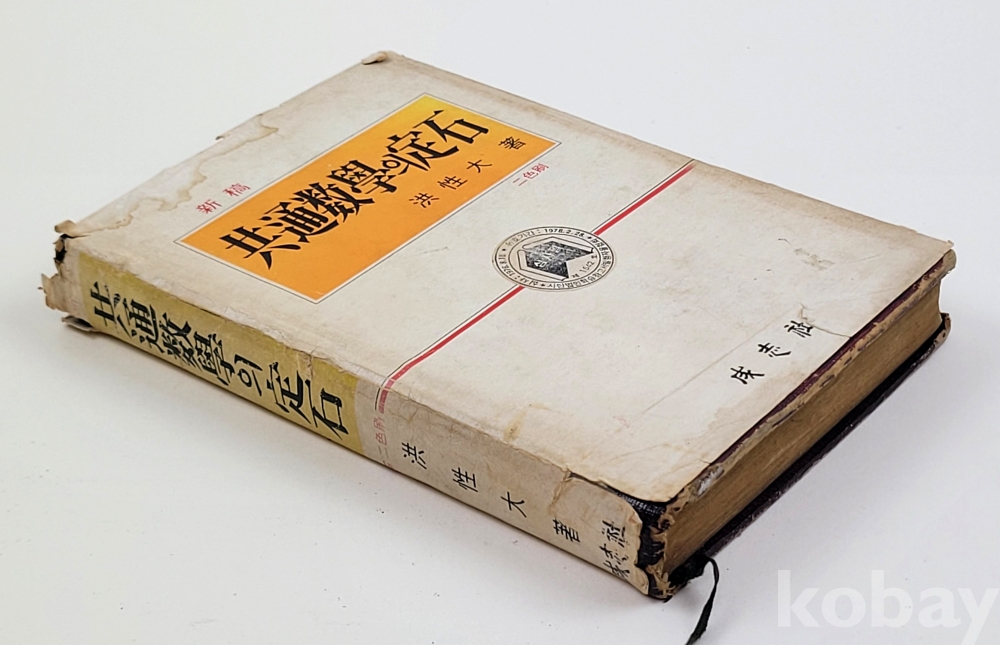 新稿
共通數學의定石
洪性大 著
二色刷
1978. 2. 28.
成志社
共通數學의定石
二色刷
洪性大 著
成志社
kobay